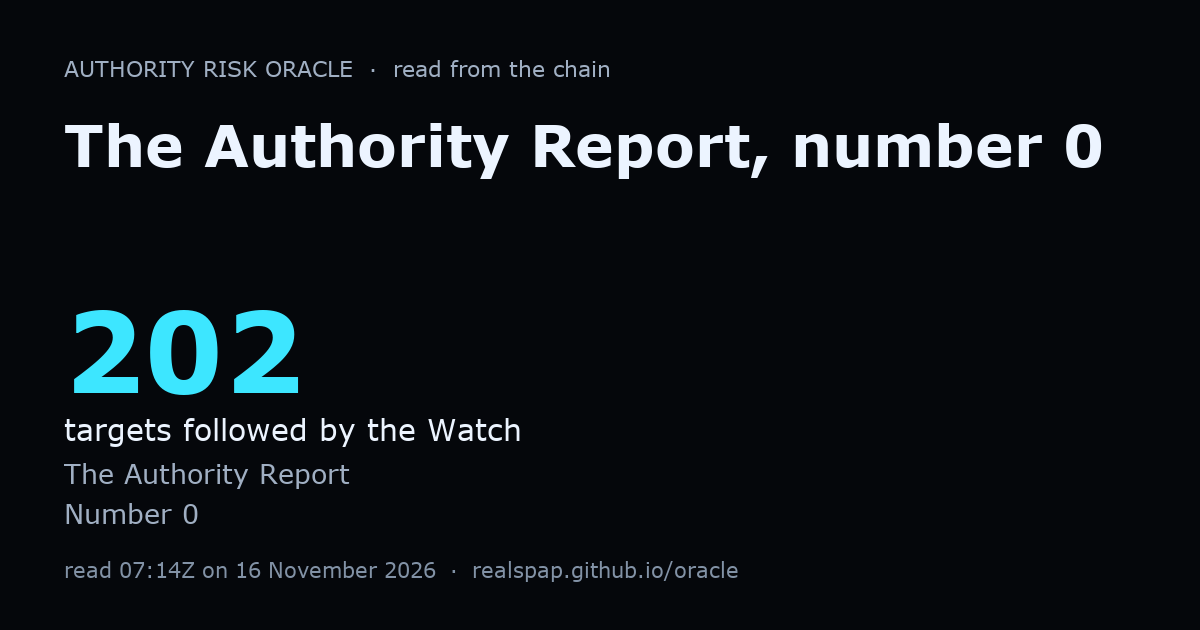 AUTHORITY RISK ORACLE · read from the chain
The Authority Report, number 0
202
targets followed by the Watch
The Authority Report
Number 0
read 07:14Z on 16 November 2026 · realspap.github.io/oracle